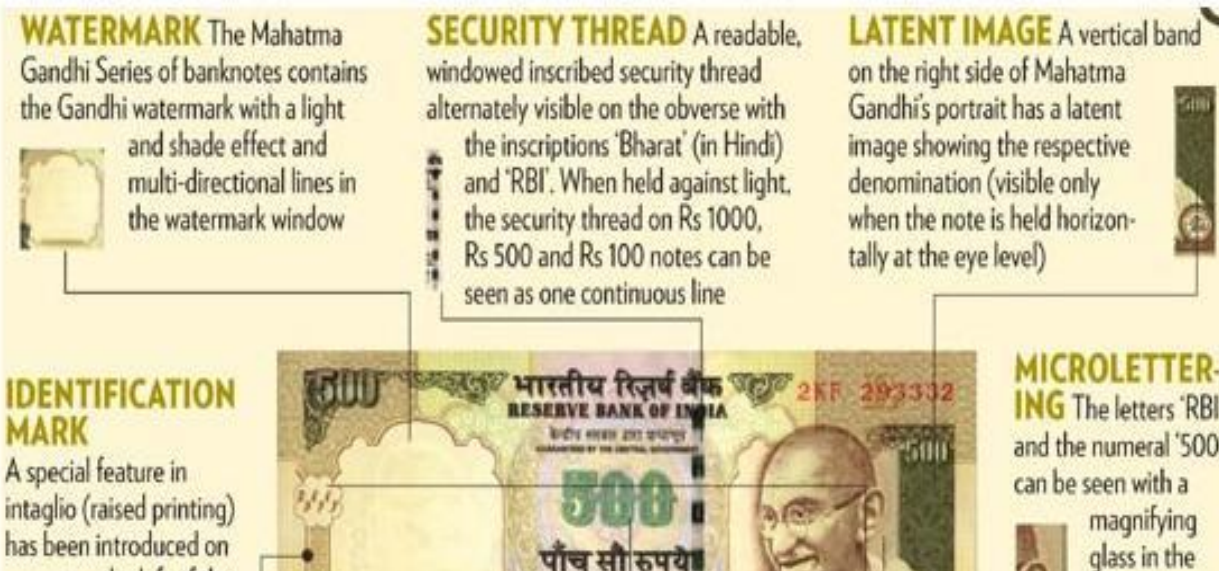 WATERMARK The Mahatma
Gandhi Series of banknotes contains
the Gandhi watermark with a light
and shade effect and
multi-directional lines in
the watermark window
SECURITY THREAD A readable,
windowed inscribed security thread
alternately visible on the obverse with
the inscriptions 'Bharat' (in Hindi)
and 'RBI'. When held against light,
the security thread on Rs 1000,
Rs 500 and Rs 100 notes can be
seen as one continuous line
LATENT IMAGE A vertical band
on the right side of Mahatma
Gandhi's portrait has a latent
image showing the respective
denomination (visible only
when the note is held horizon-
tally at the eye level)
IDENTIFICATION
MARK
A special feature in
intaglio (raised printing)
has been introduced on
500
भारतीय रिज़र्व बैंक
RESERVE BANK OF INDIA
2KF 293332
500
500
पाँच सौ रुपये
MICROLETTER-
ING The letters 'RBI
and the numeral '500
can be seen with a
magnifying
glass in the